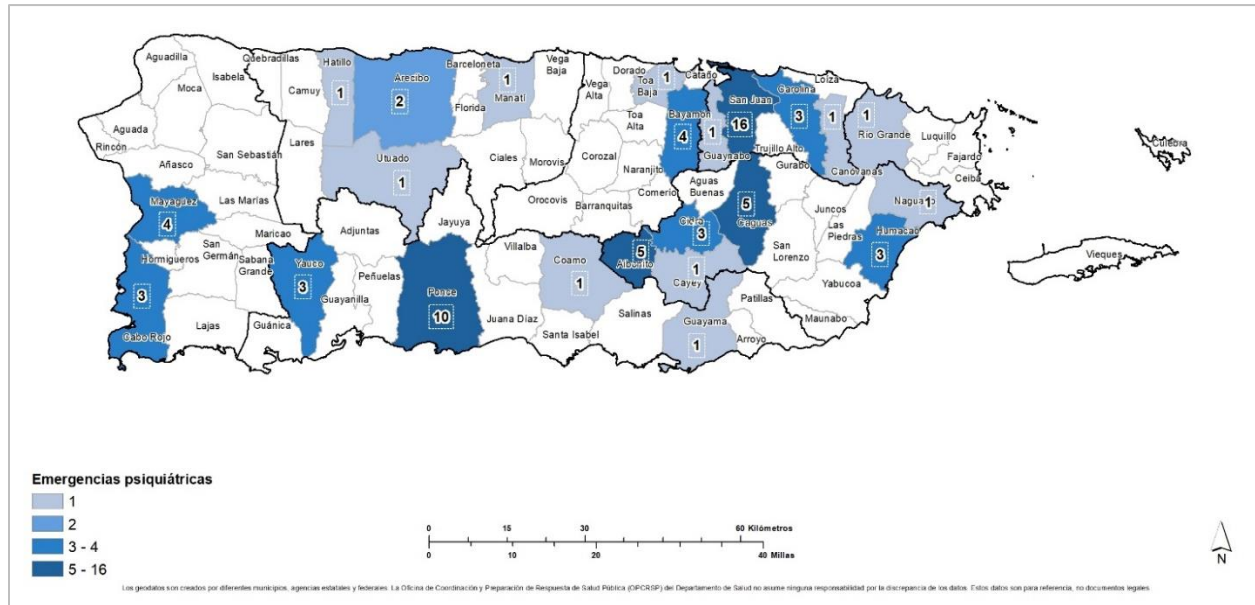 Aguadilla
Quebradillas
Hatillo
Isabela
Arecibo
Barceloneta
Vega
Baja
Dorado
Cataño
Loiza
Moca
Camuy
1
2
Florida
1
Manatí
Vega
Alta
1
Toa
Baja
Bayamon
San Juan
16
Carolina
3
1
1
Río Grande
Luquillo
Culebra
Aguada
Rincón
Lares
Toa
Alta
4
1
Guaynabo
Trujillo Alto
Canóvanas
Fajardo
Ceiba
Añasco
San Sebastián
Utuado
1
Ciales
Morovis
Corozal
Naranjito
Gurabo
Mayagüez
4
Las Marías
Maricao
Adjuntas
Jayuya
Orocovis
Barranquitas
Comerío
Aguas
Buenas
5
Caguas
Juncos
Las
Piedras
Naguabo
1
Humacao
3
Vieques
Hormigueros
San
Germán
Sabana
Grande
Yauco
3
Peñuelas
Villalba
Coamo
1
5
Aibonito
Cidra
3
1
Cayey
San
Lorenzo
Yabucoa
3
Cabo Rojo
Lajas
Guánica
Guayanilla
Ponce
10
Juana Díaz
Santa Isabel
Salinas
Guayama
1
Patillas
Arroyo
Maunabo
Emergencias psiquiátricas
1
2
3 - 4
5 - 16
0 15 30 60 Kilómetros
0 10 20 40 Millas
N
Los geodatos son creados por diferentes municipios, agencias estatales y federales. La Oficina de Coordinación y Preparación de Respuesta de Salud Pública (OPCRSP) del Departamento de Salud no asume ninguna responsabilidad por la discrepancia de los datos. Estos datos son para referencia, no documentos legales